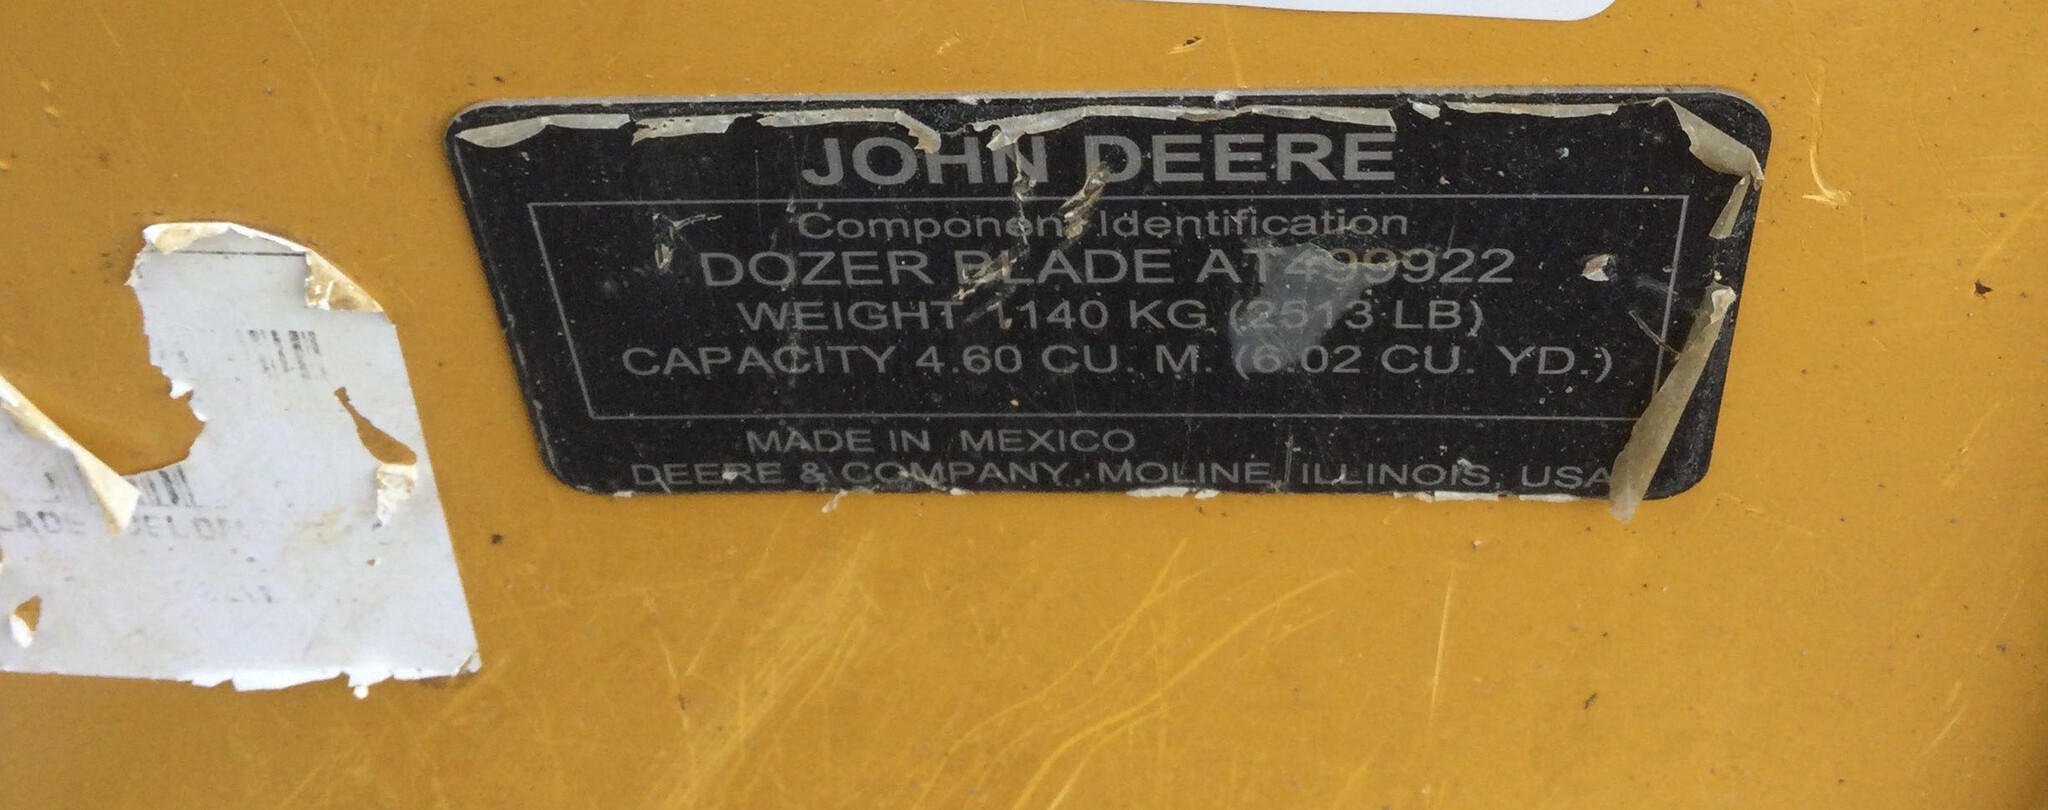 JOHN DEERE
Component Identification
DOZER BLADE AT499922
WEIGHT 1140 KG (2513 LB)
CAPACITY 4.60 CU. M. (6.02 CU. YD.)
MADE IN MEXICO
DEERE & COMPANY, MOLINE, ILLINOIS, USA